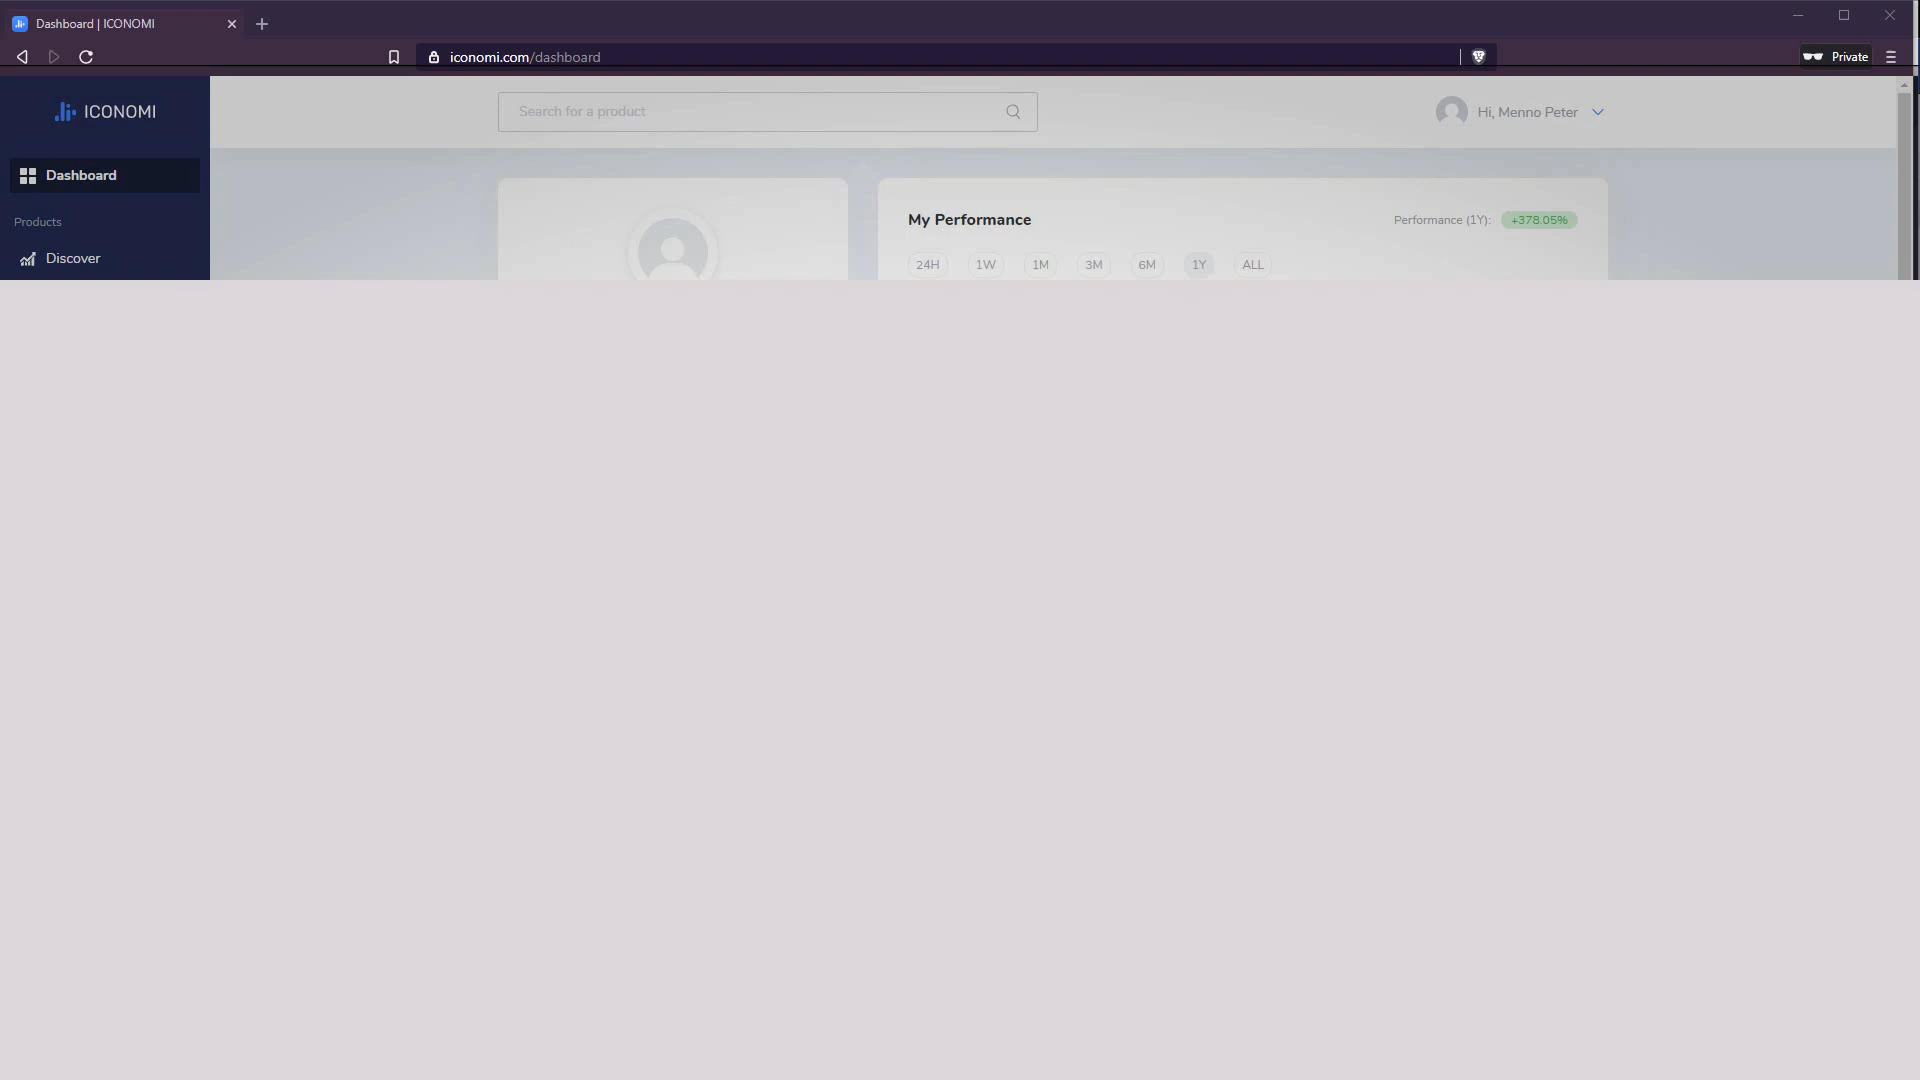 Dashboard | ICONOMI
iconomi.com/dashboard
Private
ICONOMI
Search for a product
Hi, Menno Peter
Dashboard
Products
Discover
My Performance
Performance (1Y): +378.05%
24H 1W 1M 3M 6M 1Y ALL